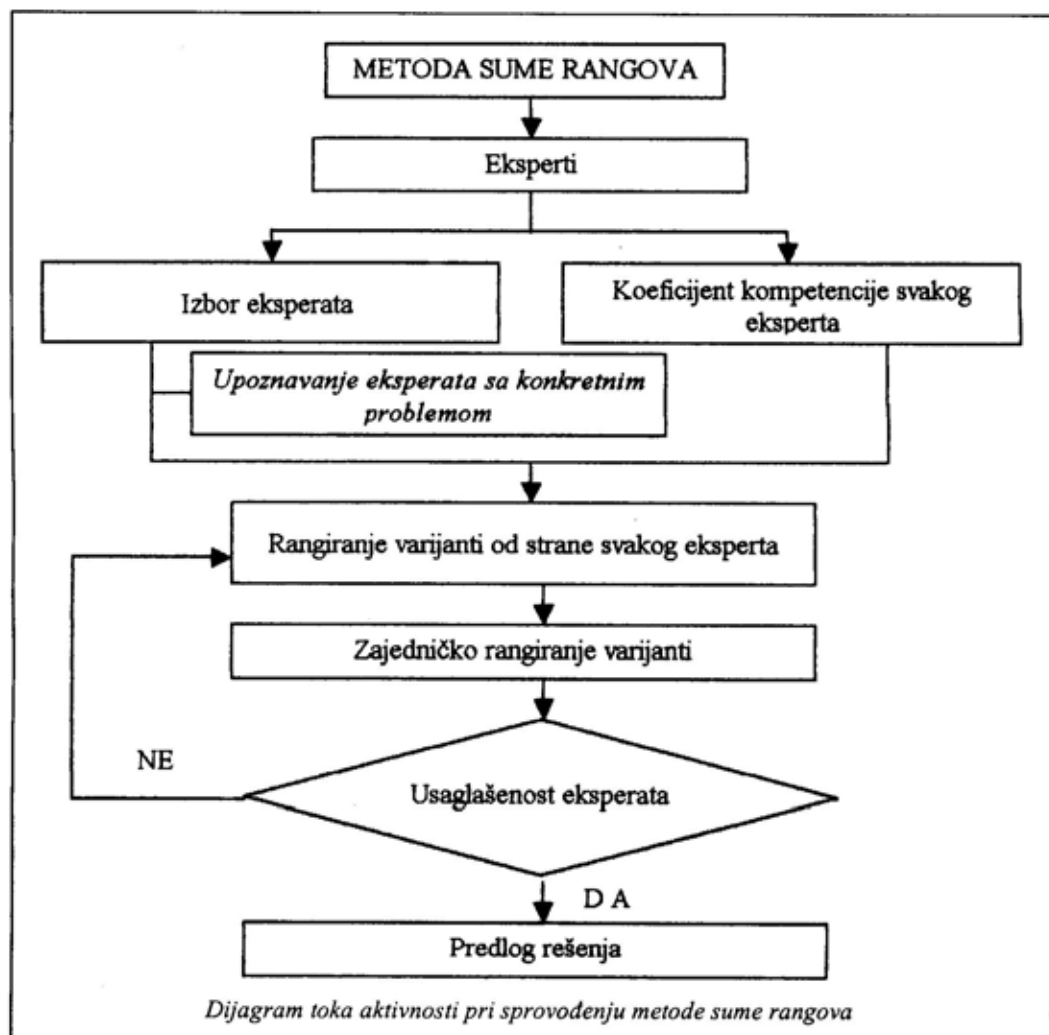 METODA SUME RANGOVA
Eksperti
Izbor eksperata
Koeficijent kompetencije svakog
eksperta
Upoznavanje eksperata sa konkretnim
problemom
Rangiranje varijanti od strane svakog eksperta
Zajedničko rangiranje varijanti
NE
Usaglašenost eksperata
D A
Predlog rešenja
Dijagram toka aktivnosti pri sprovođenju metode sume rangova